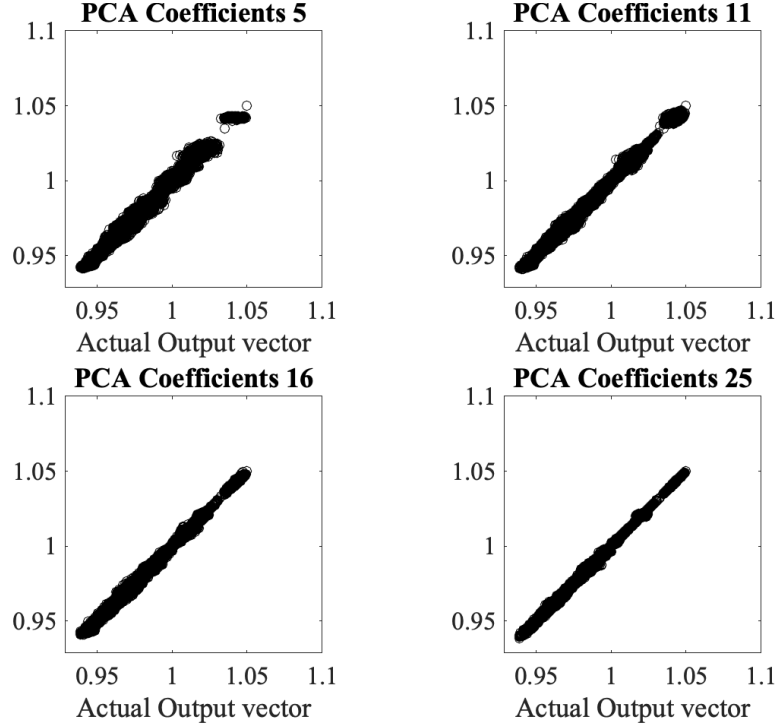 PCA Coefficients 5
1.1
1.05
1
0.95
0.95 1 1.05 1.1
Actual Output vector
PCA Coefficients 11
1.1
1.05
1
0.95
0.95 1 1.05 1.1
Actual Output vector
PCA Coefficients 16
1.1
1.05
1
0.95
0.95 1 1.05 1.1
Actual Output vector
PCA Coefficients 25
1.1
1.05
1
0.95
0.95 1 1.05 1.1
Actual Output vector